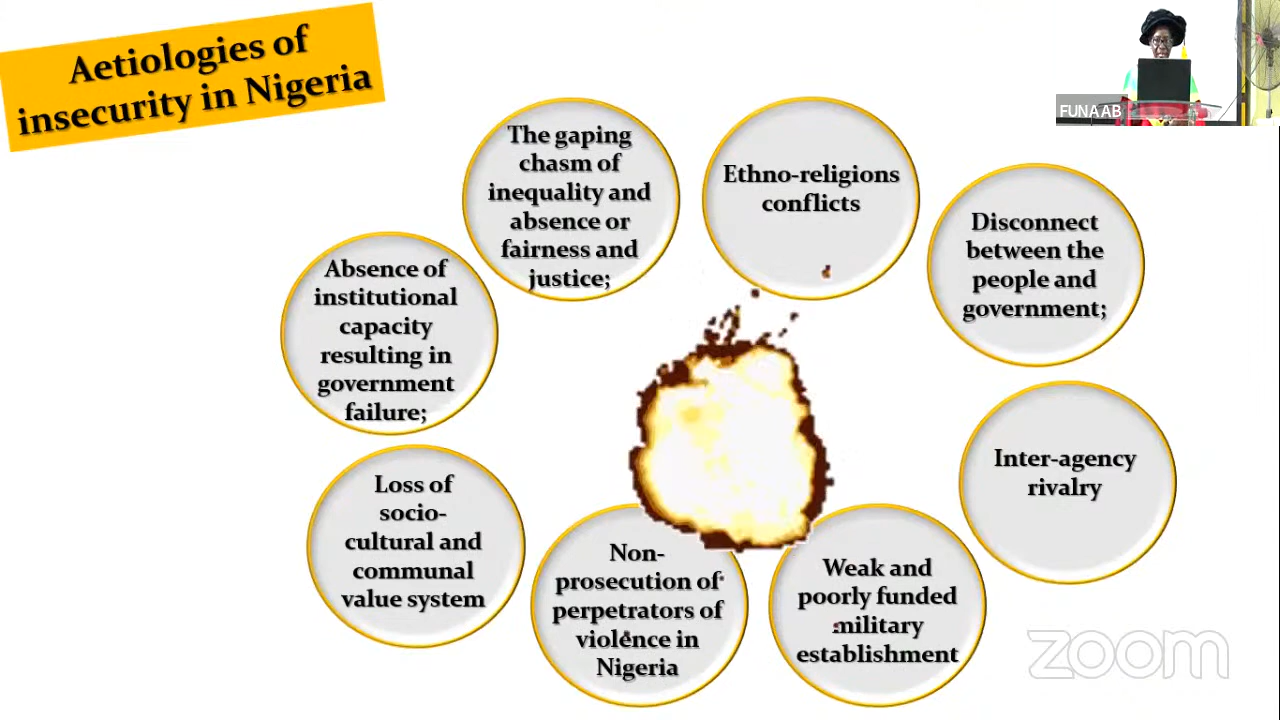 Aetiologies of
insecurity in Nigeria
FUNAAB
The gaping
chasm of
inequality and
absence or
fairness and
justice;
Ethno-religions
conflicts
Disconnect
between the
people and
government;
Absence of
institutional
capacity
resulting in
government
failure;
Inter-agency
rivalry
Loss of
socio-
cultural and
communal
value system
Non-
prosecution of
perpetrators of
violence in
Nigeria
Weak and
poorly funded
military
establishment
zoom